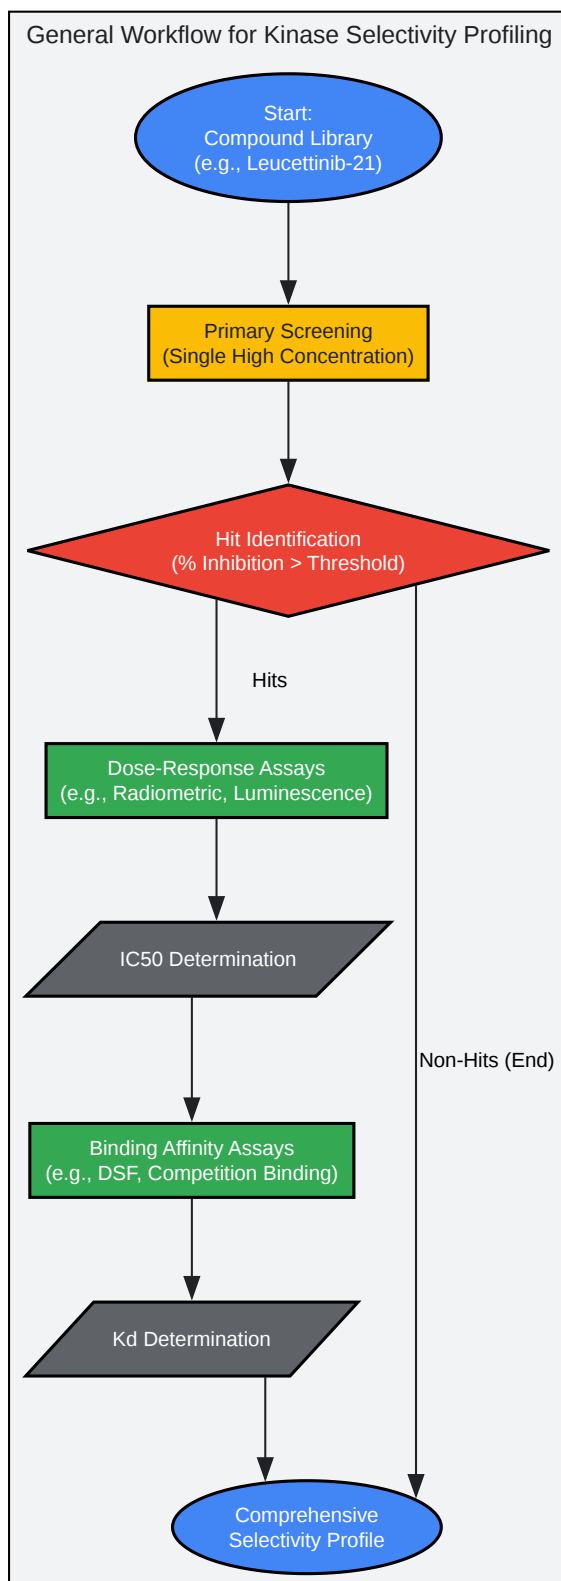 General Workflow for Kinase Selectivity Profiling
Start:
Compound Library
(e.g., Leucettinib-21)
Primary Screening
(Single High Concentration)
Hit Identification
(% Inhibition > Threshold)
Hits
Dose-Response Assays
(e.g., Radiometric, Luminescence)
IC50 Determination
Non-Hits (End)
Binding Affinity Assays
(e.g., DSF, Competition Binding)
Kd Determination
Comprehensive
Selectivity Profile